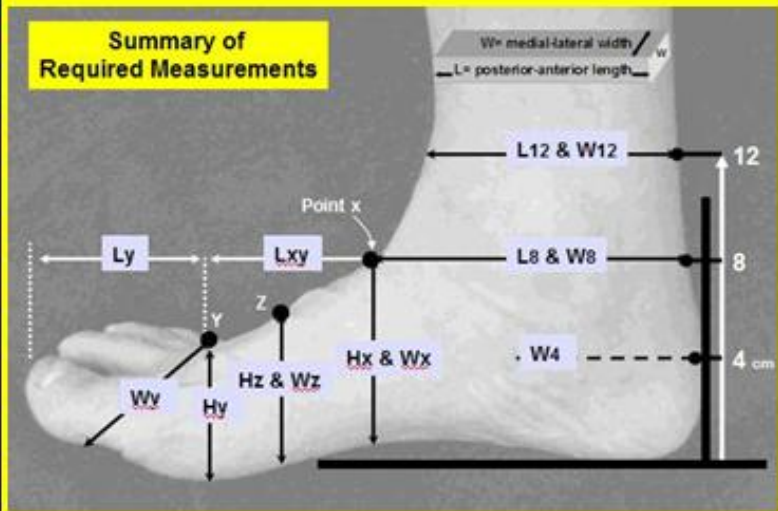 Summary of
Required Measurements
W= medial-lateral width
w
L= posterior-anterior length
L12 & W12
12
Point x
Ly
Lxy
L8 & W8
8
Z
Y
Hx & Wx
W4
4 cm
Hz & Wz
Wy
Hy